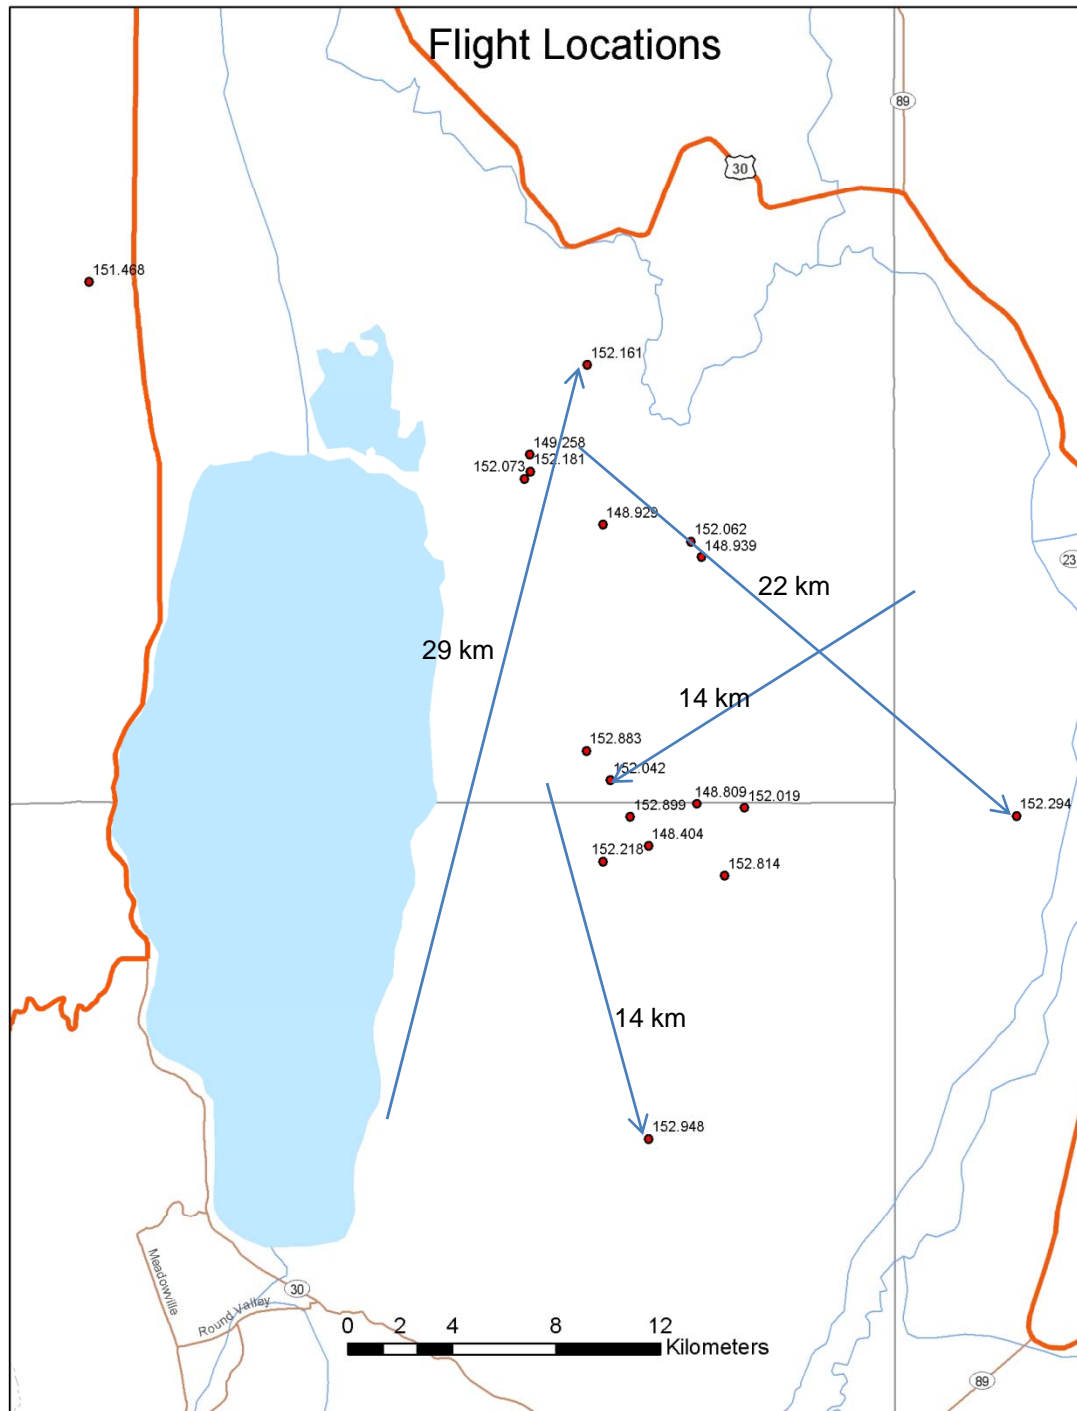 Flight Locations
89
30
151.468
152.161
149.258
152.181
152.073
148.929
152.062
148.939
23
22 km
29 km
14 km
152.883
152.042
148.809
152.019
152.294
152.899
148.404
152.218
152.814
14 km
152.948
Meadowville
30
Round Valley
0 2 4 8 12
Kilometers
89